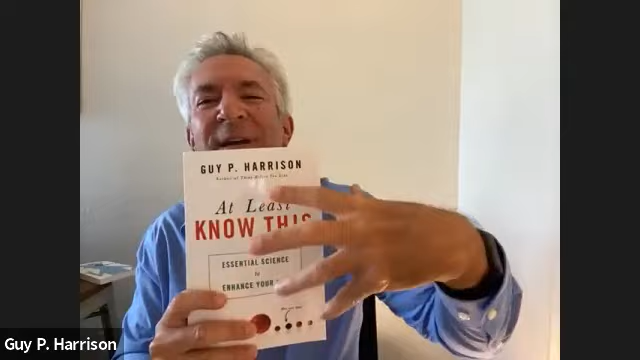 GUY P. HARRISON
At Least
KNOW THIS
ESSENTIAL SCIENCE
to
ENHANCE YOUR
Guy P. Harrison